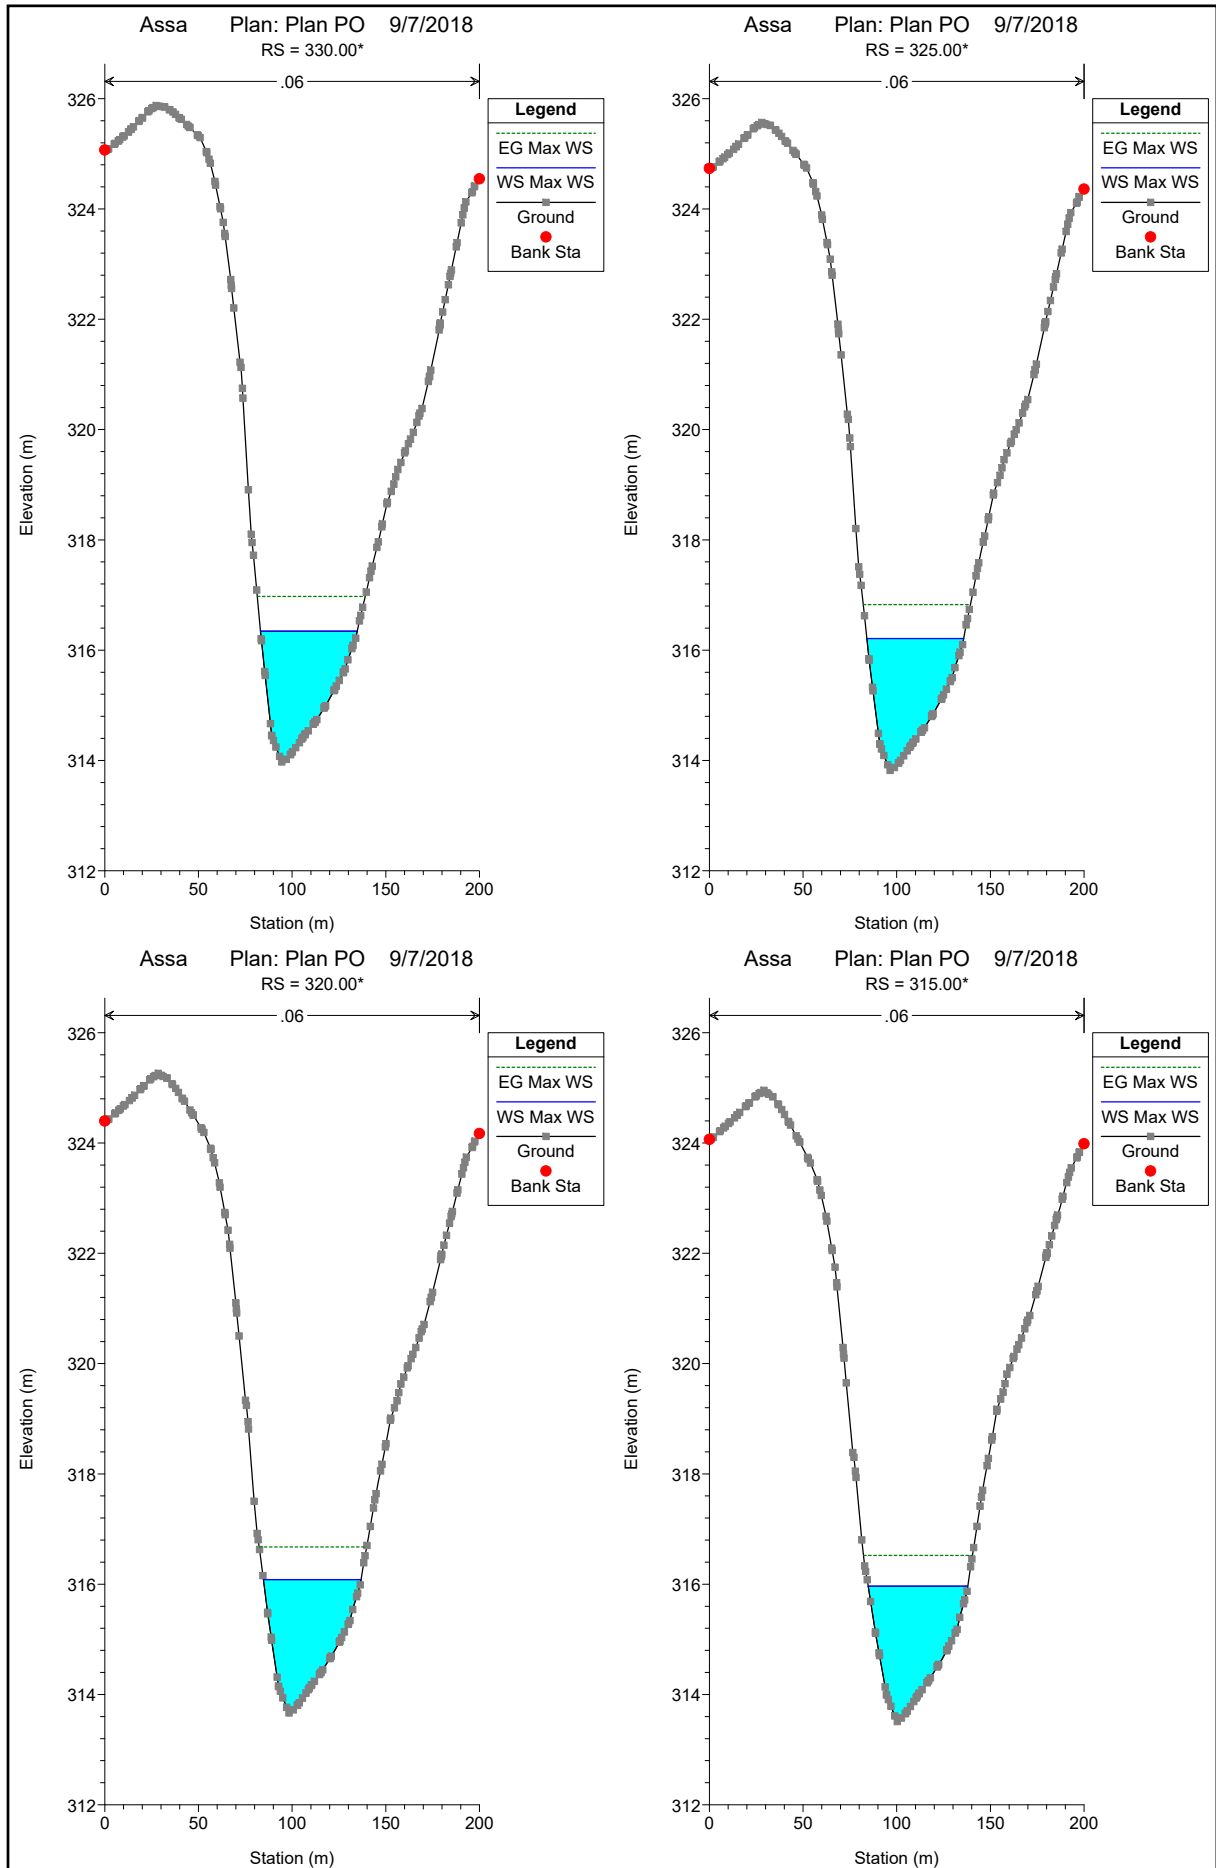 Assa Plan: Plan PO 9/7/2018
RS = 330.00*
.06
326
324
322
320
318
316
314
312
Elevation (m)
0 50 100 150 200
Station (m)
Legend
EG Max WS
WS Max WS
Ground
Bank Sta
Assa Plan: Plan PO 9/7/2018
RS = 325.00*
.06
326
324
322
320
318
316
314
312
Elevation (m)
0 50 100 150 200
Station (m)
Legend
EG Max WS
WS Max WS
Ground
Bank Sta
Assa Plan: Plan PO 9/7/2018
RS = 320.00*
.06
326
324
322
320
318
316
314
312
Elevation (m)
0 50 100 150 200
Station (m)
Legend
EG Max WS
WS Max WS
Ground
Bank Sta
Assa Plan: Plan PO 9/7/2018
RS = 315.00*
.06
326
324
322
320
318
316
314
312
Elevation (m)
0 50 100 150 200
Station (m)
Legend
EG Max WS
WS Max WS
Ground
Bank Sta